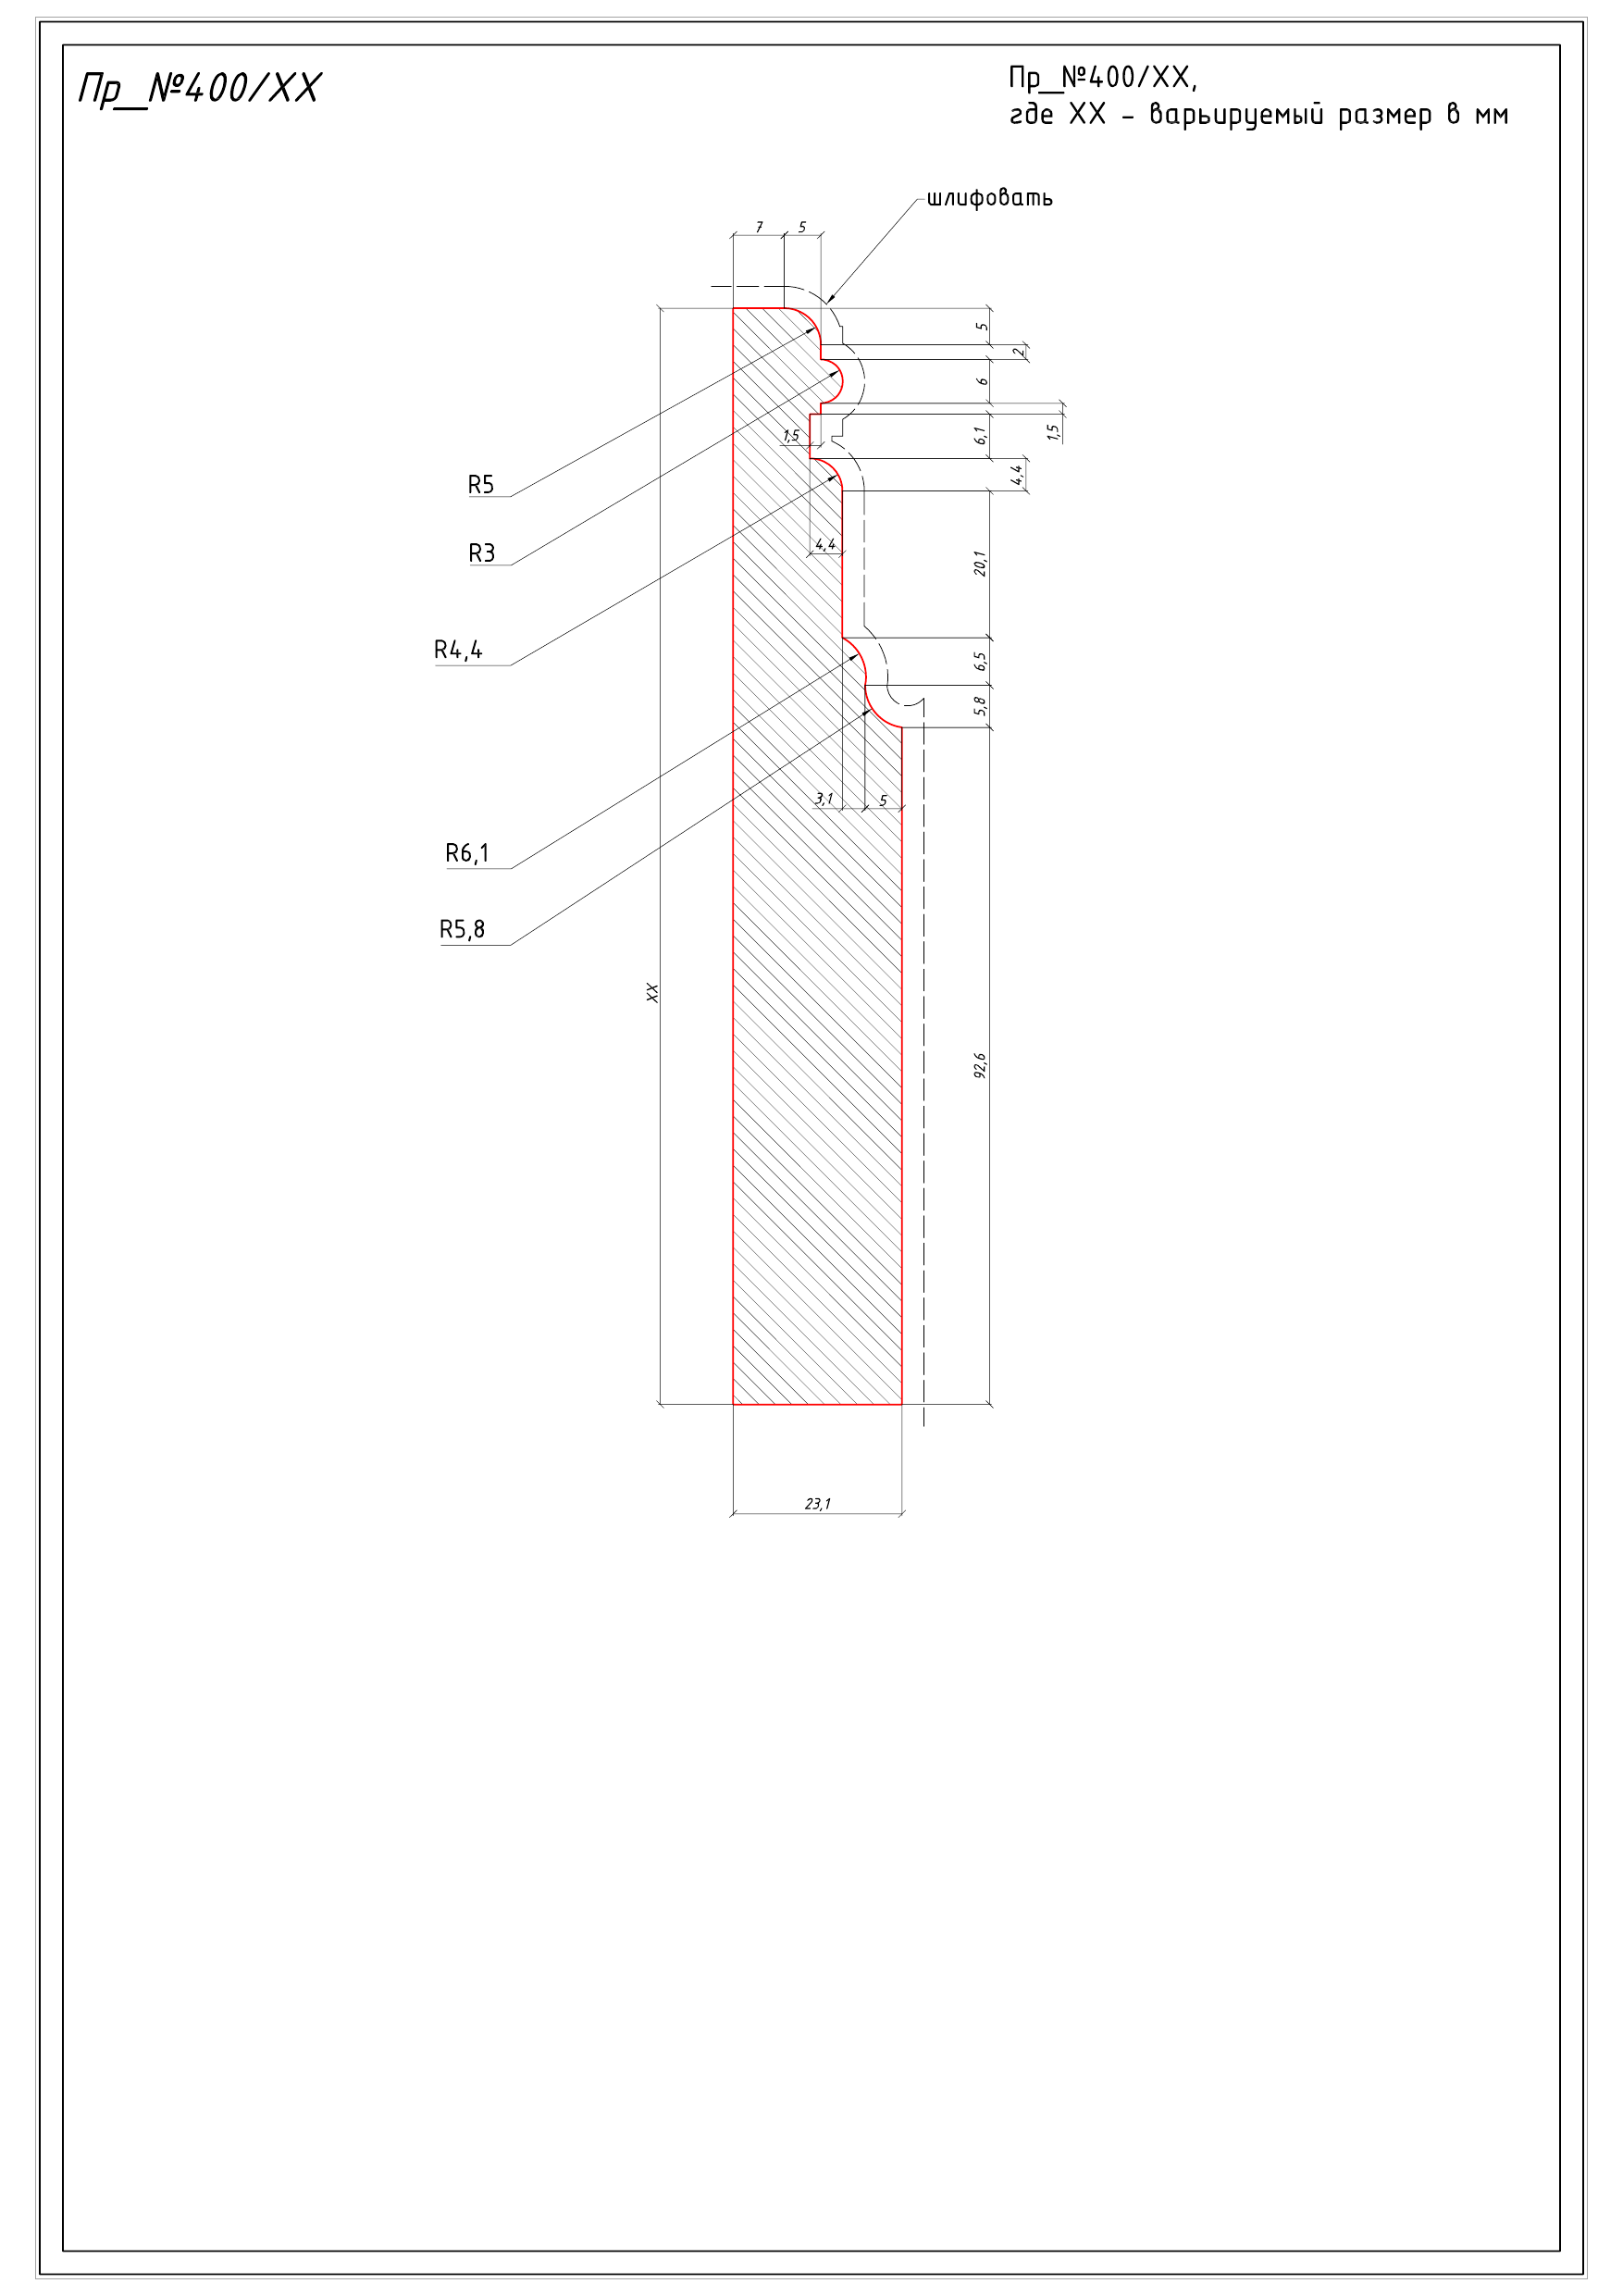 Пр_№400/XX
Пр_№400/XX,
где XX - варьируемый размер в мм
шлифовать
7
5
5
2
6
1,5
6,1
1,5
4,4
R5
R3
4,4
20,1
R4,4
6,5
5,8
3,1
5
R6,1
R5,8
XX
92,6
23,1